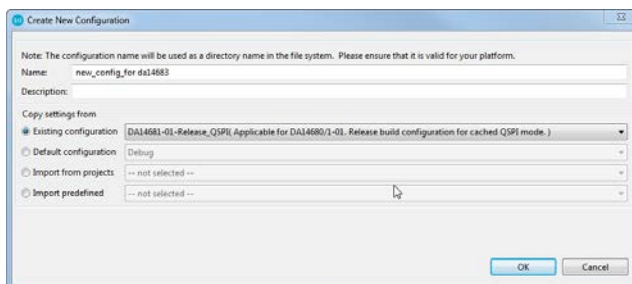 Create New Configuration
Note: The configuration name will be used as a directory name in the file system. Please ensure that it is valid for your platform.
Name: new_config_for da14683
Description:
Copy settings from
Existing configuration DA14681-01-Release_QSPI( Applicable for DA14680/1-01. Release build configuration for cached QSPI mode. )
Default configuration Debug
Import from projects -- not selected --
Import predefined -- not selected --
OK Cancel